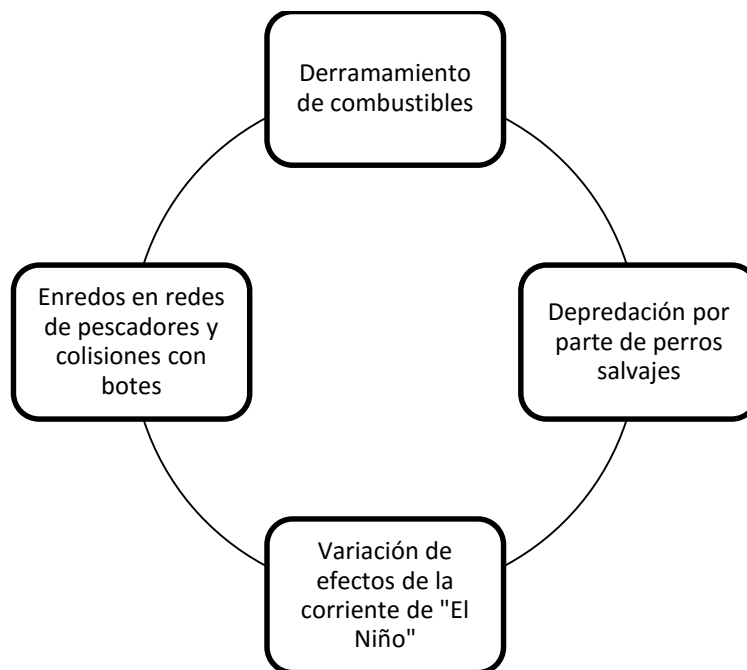 Derramamiento
de combustibles
Enredos en redes
de pescadores y
colisiones con
botes
Depredación por
parte de perros
salvajes
Variación de
efectos de la
corriente de "El
Niño"